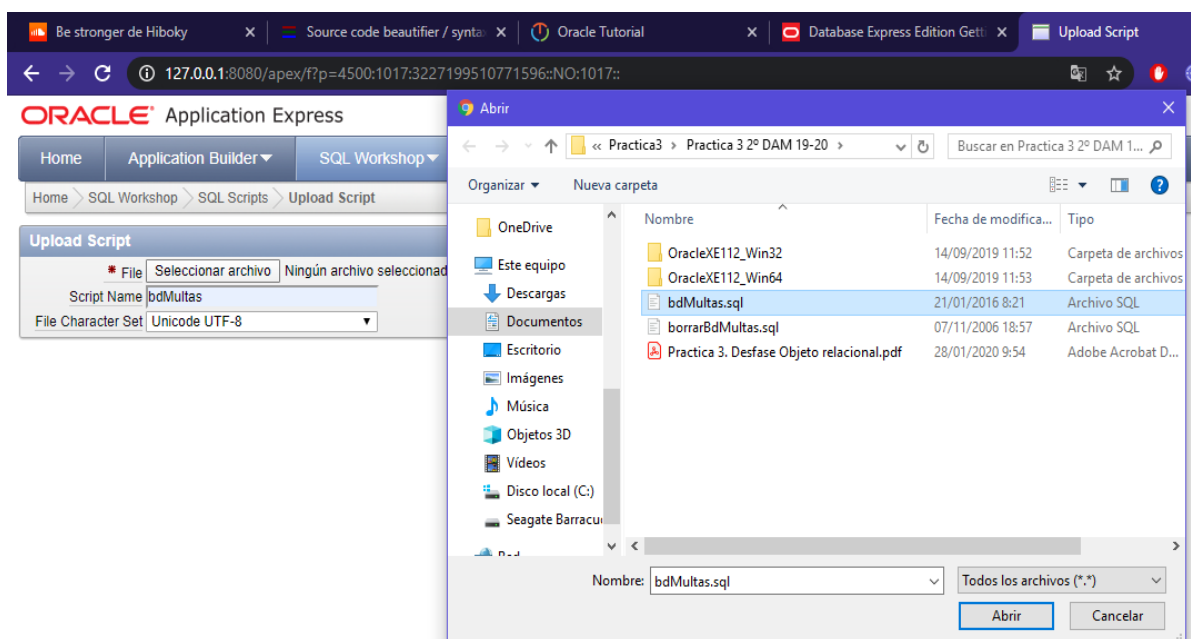 Be stronger de Hiboky
Source code beautifier / synta
Oracle Tutorial
Database Express Edition Getti
Upload Script
127.0.0.1:8080/apex/f?p=4500:1017:3227199510771596::NO:1017::
ORACLE Application Express
Home Application Builder SQL Workshop
Home SQL Workshop SQL Scripts Upload Script
Upload Script
* File Seleccionar archivo Ningún archivo seleccionad
Script Name bdMultas
File Character Set Unicode UTF-8
Abrir
« Practica3 › Practica 3 2º DAM 19-20 ›
Buscar en Practica 3 2º DAM 1...
Organizar Nueva carpeta
OneDrive
Este equipo
Descargas
Documentos
Escritorio
Imágenes
Música
Objetos 3D
Vídeos
Disco local (C:)
Seagate Barracu
Nombre Fecha de modifica... Tipo
OracleXE112_Win32 14/09/2019 11:52 Carpeta de archivos
OracleXE112_Win64 14/09/2019 11:53 Carpeta de archivos
bdMultas.sql 21/01/2016 8:21 Archivo SQL
borrarBdMultas.sql 07/11/2006 18:57 Archivo SQL
Practica 3. Desfase Objeto relacional.pdf 28/01/2020 9:54 Adobe Acrobat D...
Nombre: bdMultas.sql
Todos los archivos (*.*)
Abrir Cancelar